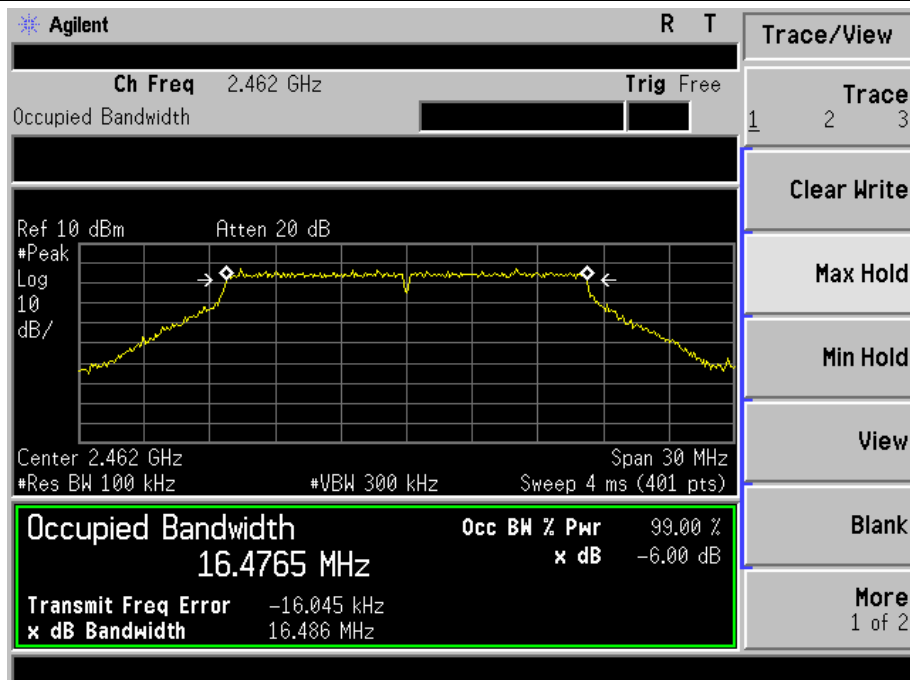 Agilent R T
Ch Freq 2.462 GHz Trig Free
Occupied Bandwidth
Ref 10 dBm Atten 20 dB
#Peak
Log
10
dB/
Center 2.462 GHz Span 30 MHz
#Res BW 100 kHz #VBW 300 kHz Sweep 4 ms (401 pts)
Occupied Bandwidth
16.4765 MHz
Occ BW % Pwr 99.00 %
x dB -6.00 dB
Transmit Freq Error -16.045 kHz
x dB Bandwidth 16.486 MHz
Trace/View
Trace
1 2 3
Clear Write
Max Hold
Min Hold
View
Blank
More
1 of 2